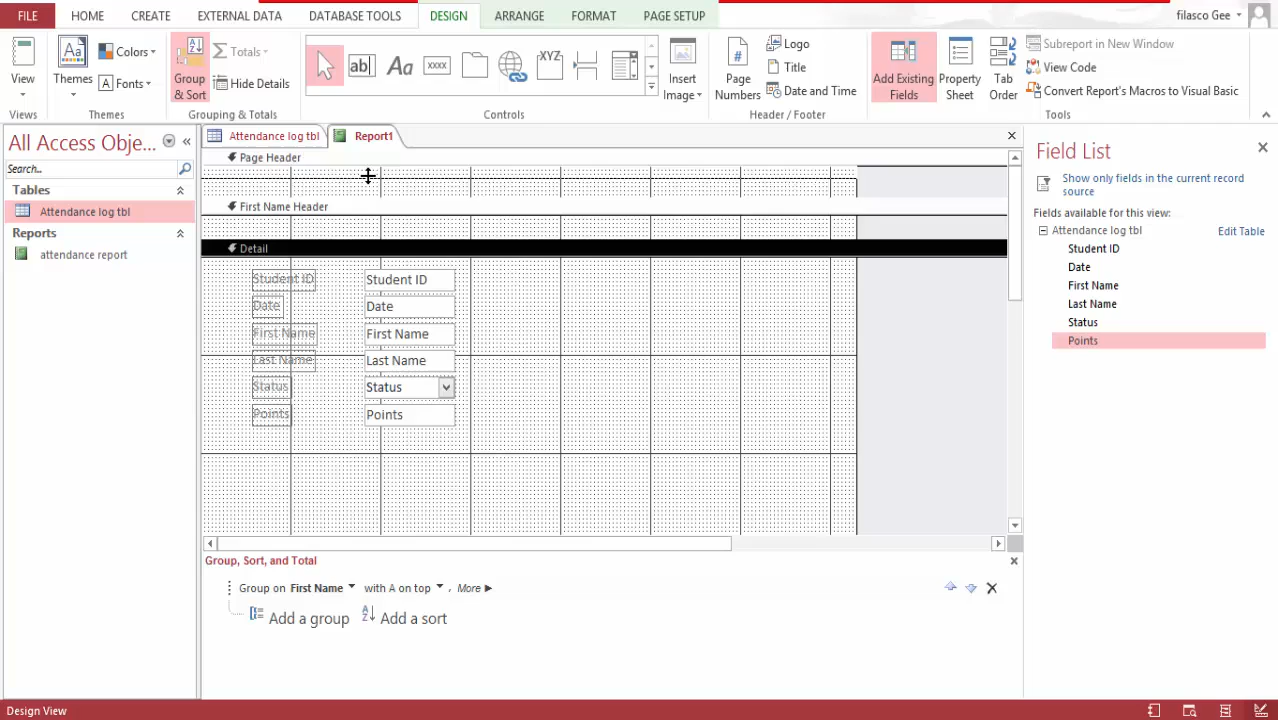 FILE HOME CREATE EXTERNAL DATA DATABASE TOOLS DESIGN ARRANGE FORMAT PAGE SETUP filasco Gee
View
Themes
Colors
Fonts
Group & Sort
Totals
Hide Details
ab|
Aa
xxxx
XYZ
Insert Image
Page Numbers
Logo
Title
Date and Time
Add Existing Fields
Property Sheet
Tab Order
Subreport in New Window
View Code
Convert Report's Macros to Visual Basic
Views Themes Grouping & Totals Controls Header / Footer Tools
All Access Obje...
Search...
Tables
Attendance log tbl
Reports
attendance report
Attendance log tbl Report1
Page Header
First Name Header
Detail
Student ID Student ID
Date Date
First Name First Name
Last Name Last Name
Status Status
Points Points
Group, Sort, and Total
Group on First Name with A on top , More
Add a group Add a sort
Field List
Show only fields in the current record
source
Fields available for this view:
Attendance log tbl Edit Table
Student ID
Date
First Name
Last Name
Status
Points
Design View